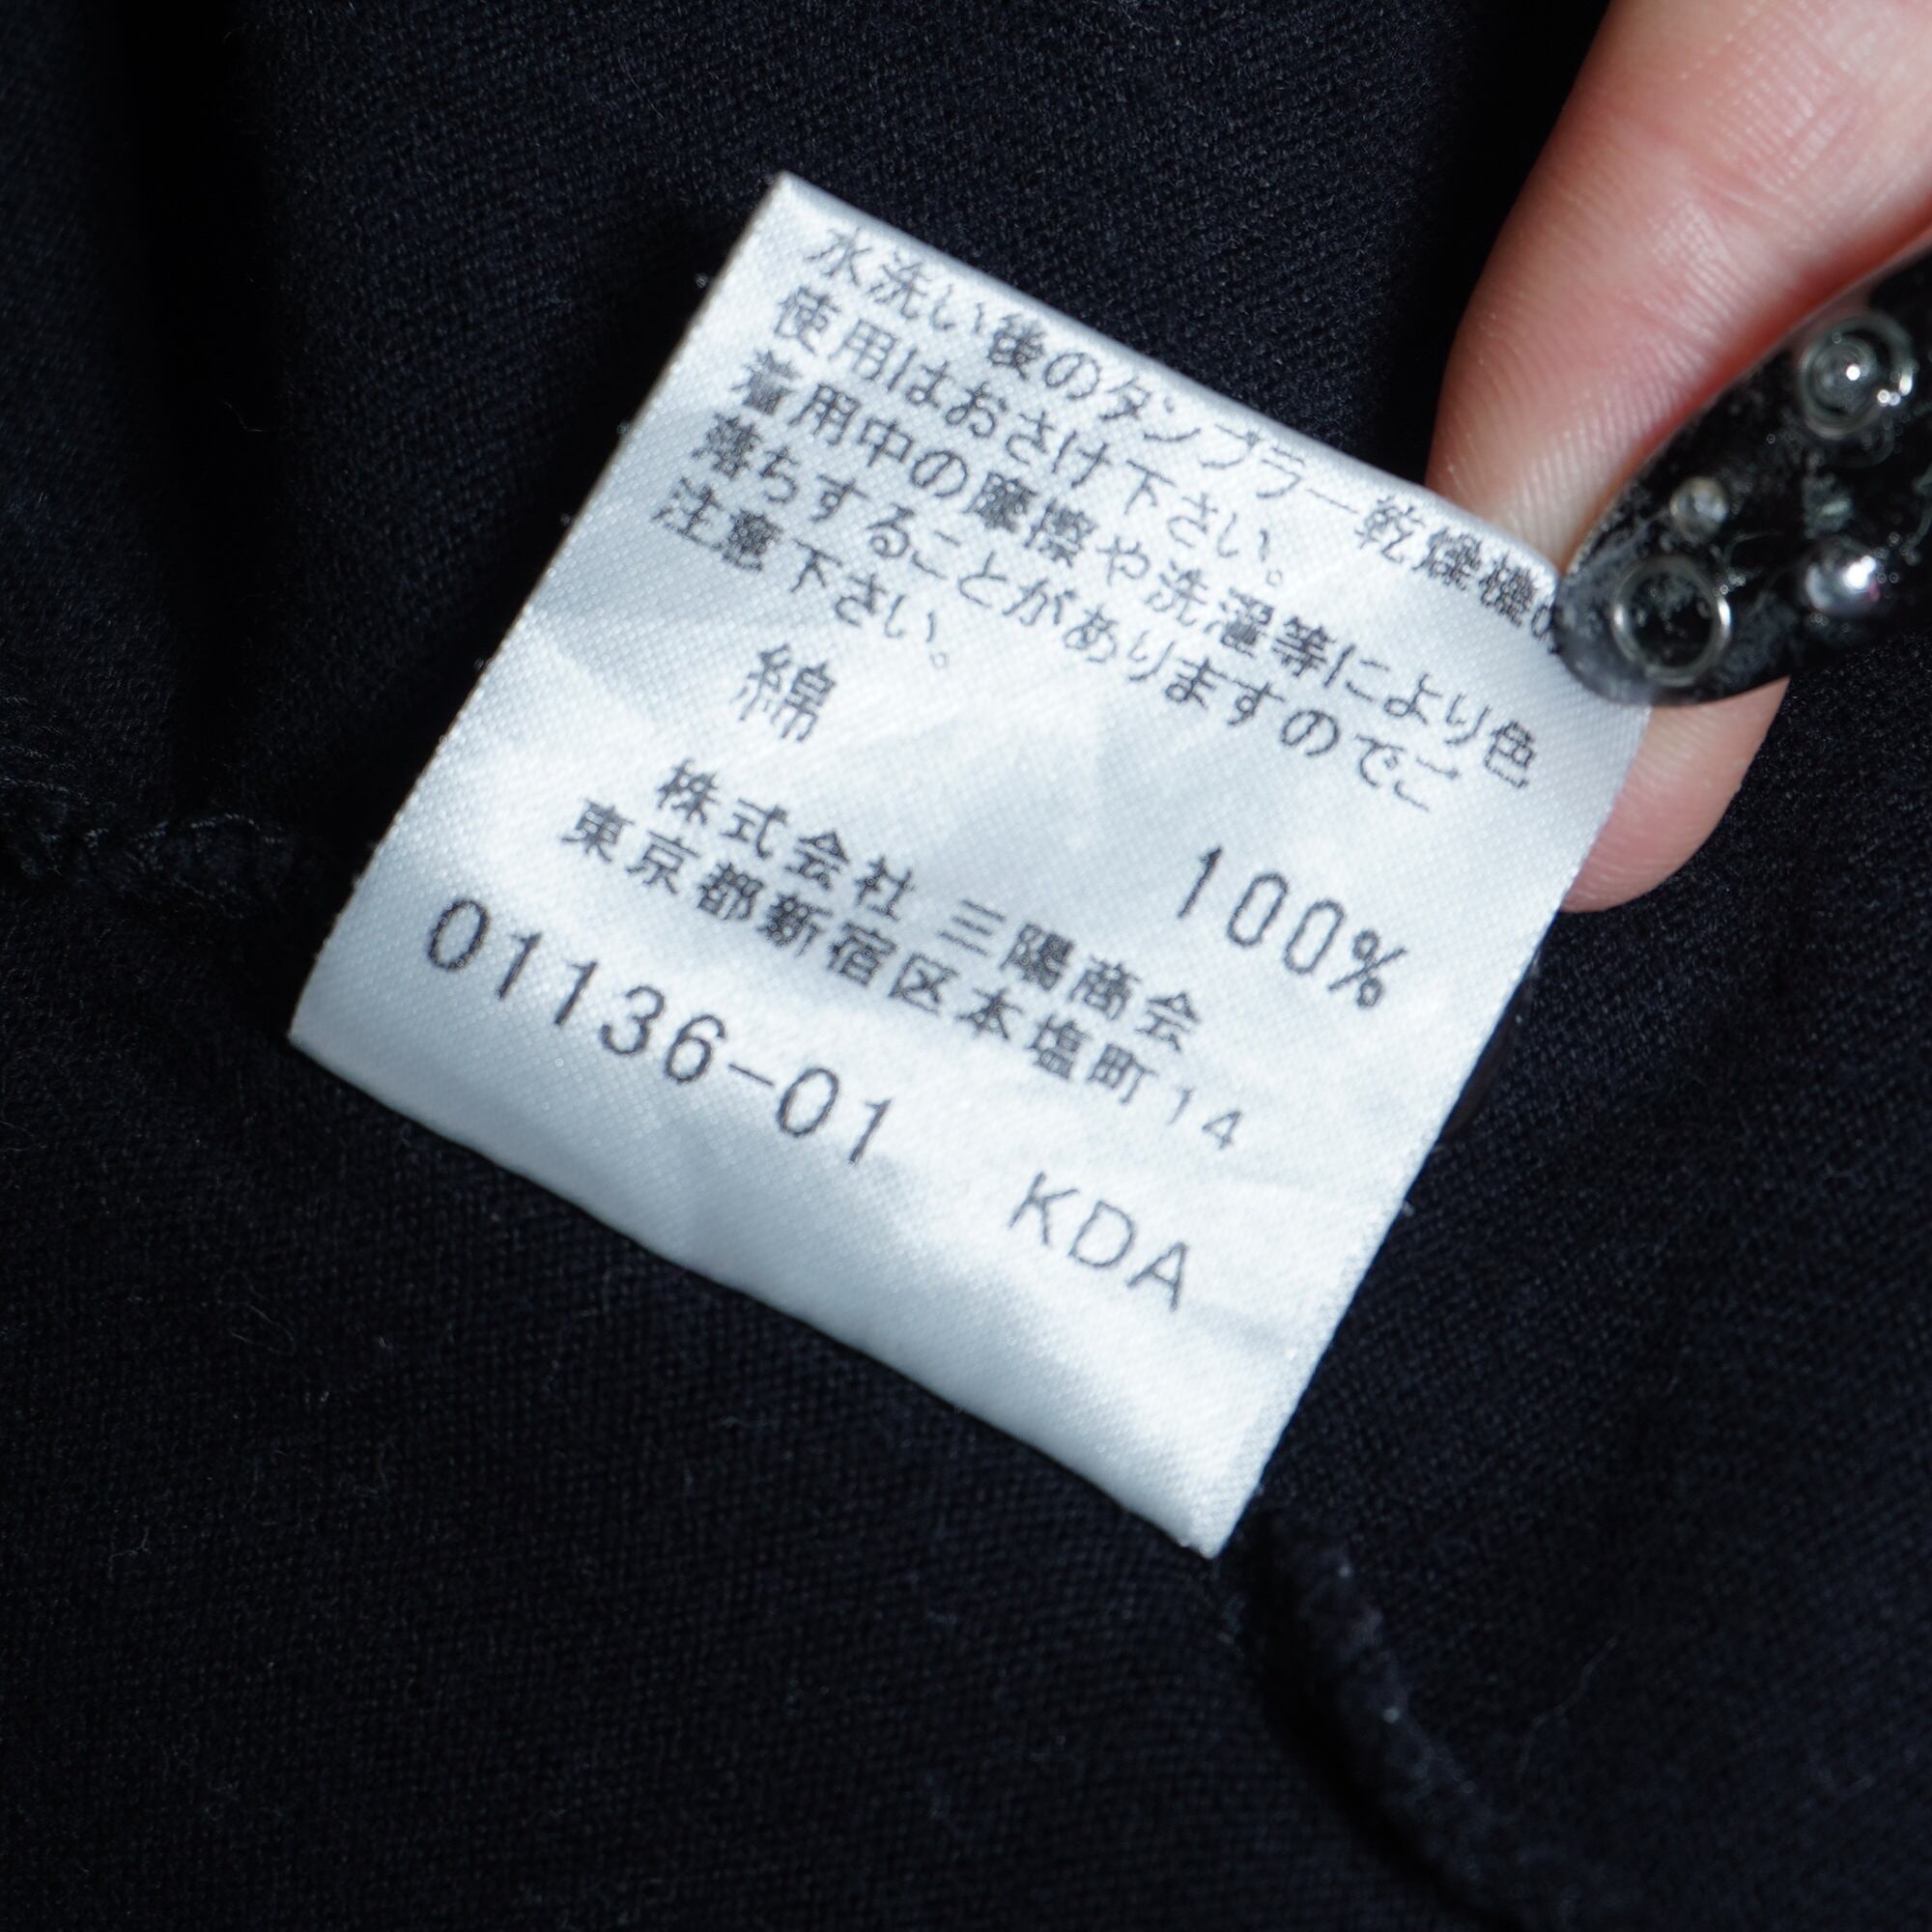 水洗い後のタンブラー乾燥機の
使用はおさけ下さい。
着用中の摩擦や洗濯等により色
落ちすることがありますのでご
注意下さい。
綿 100%
株式会社 三陽商会
東京都新宿区本塩町14
01136-01 KDA